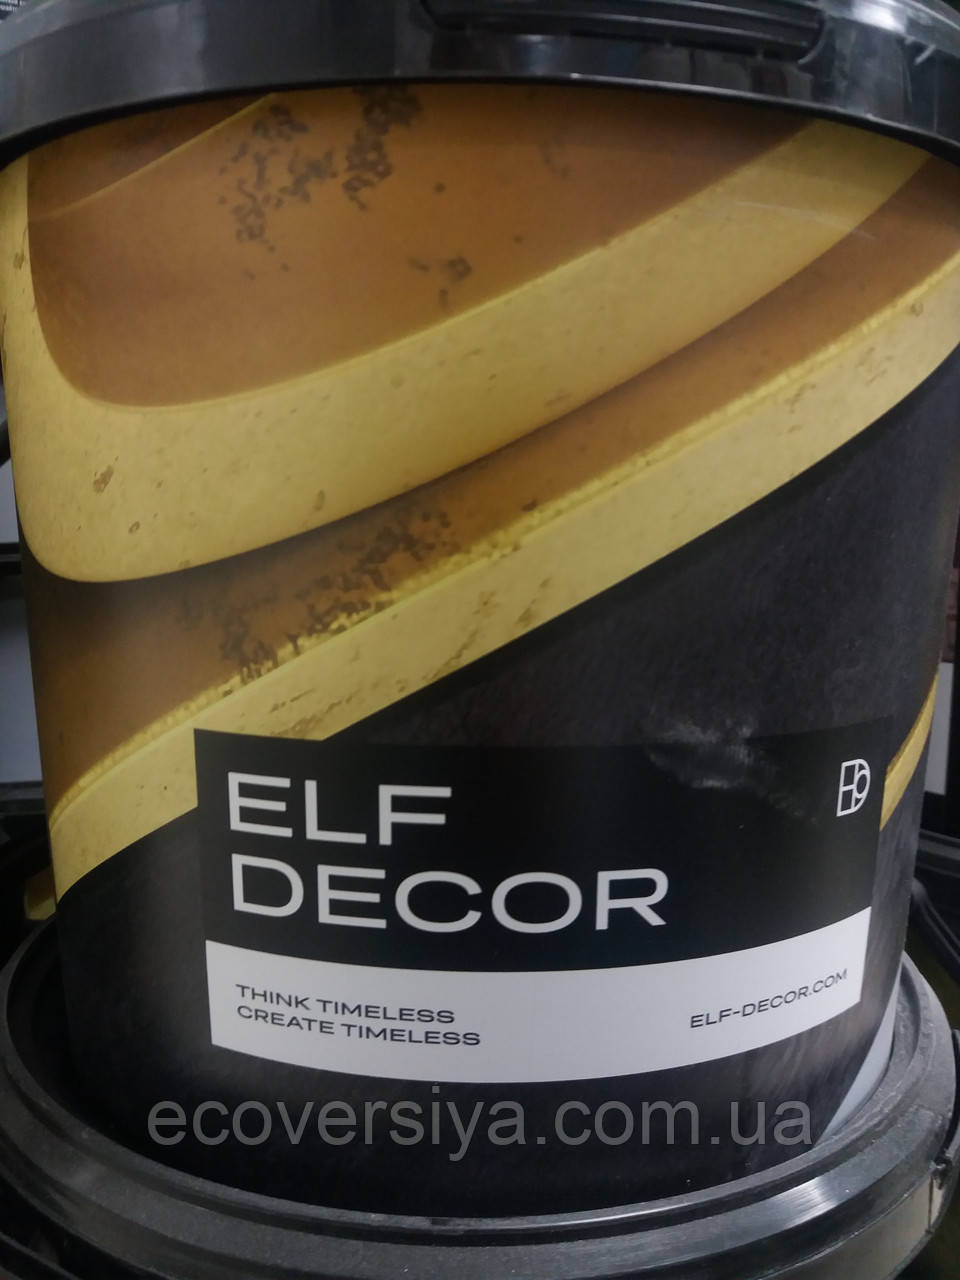 ELF
DECOR
THINK TIMELESS
CREATE TIMELESS
ELF-DECOR.COM
ecoversiya.com.ua